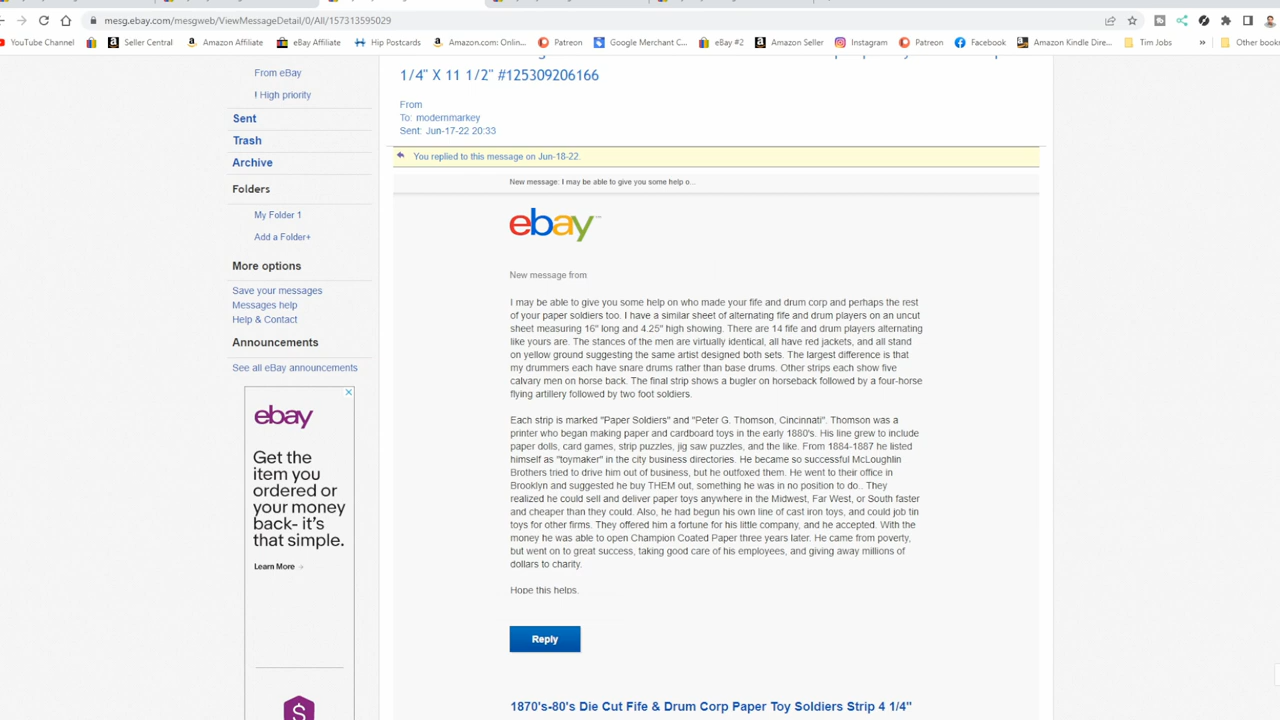 mesg.ebay.com/mesgweb/ViewMessageDetail/0/All/157313595029
YouTube Channel
Seller Central
Amazon Affiliate
eBay Affiliate
Hip Postcards
Amazon.com: Onlin...
Patreon
Google Merchant C...
eBay #2
Amazon Seller
Instagram
Patreon
Facebook
Amazon Kindle Dire...
Tim Jobs
»
Other book
From eBay
! High priority
Sent
Trash
Archive
Folders
My Folder 1
Add a Folder+
More options
Save your messages
Messages help
Help & Contact
Announcements
See all eBay announcements
ebay
Get the
item you
ordered or
your money
back- it's
that simple.
Learn More →
$
1/4" X 11 1/2" #125309206166
From
To: modernmarkey
Sent: Jun-17-22 20:33
You replied to this message on Jun-18-22.
New message: I may be able to give you some help o...
ebay™
New message from
I may be able to give you some help on who made your fife and drum corp and perhaps the rest
of your paper soldiers too. I have a similar sheet of alternating fife and drum players on an uncut
sheet measuring 16" long and 4.25" high showing. There are 14 fife and drum players alternating
like yours are. The stances of the men are virtually identical, all have red jackets, and all stand
on yellow ground suggesting the same artist designed both sets. The largest difference is that
my drummers each have snare drums rather than base drums. Other strips each show five
calvary men on horse back. The final strip shows a bugler on horseback followed by a four-horse
flying artillery followed by two foot soldiers.
Each strip is marked "Paper Soldiers" and "Peter G. Thomson, Cincinnati". Thomson was a
printer who began making paper and cardboard toys in the early 1880's. His line grew to include
paper dolls, card games, strip puzzles, jig saw puzzles, and the like. From 1884-1887 he listed
himself as "toymaker" in the city business directories. He became so successful McLoughlin
Brothers tried to drive him out of business, but he outfoxed them. He went to their office in
Brooklyn and suggested he buy THEM out, something he was in no position to do.. They
realized he could sell and deliver paper toys anywhere in the Midwest, Far West, or South faster
and cheaper than they could. Also, he had begun his own line of cast iron toys, and could job tin
toys for other firms. They offered him a fortune for his little company, and he accepted. With the
money he was able to open Champion Coated Paper three years later. He came from poverty,
but went on to great success, taking good care of his employees, and giving away millions of
dollars to charity.
Hope this helps.
Reply
1870's-80's Die Cut Fife & Drum Corp Paper Toy Soldiers Strip 4 1/4"